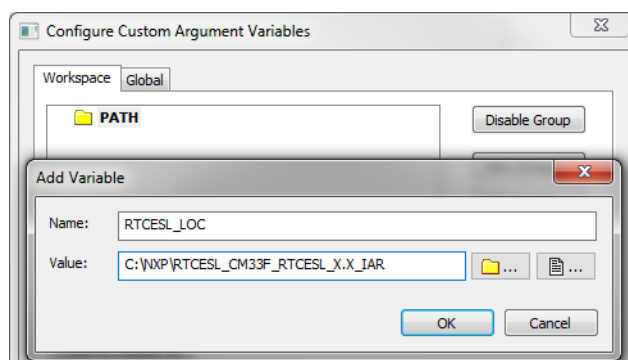 Configure Custom Argument Variables
Workspace Global
PATH
Disable Group
Add Variable
Name: RTCESL_LOC
Value: C:\NXP\RTCESL_CM33F_RTCESL_X.X_IAR ... ...
OK Cancel